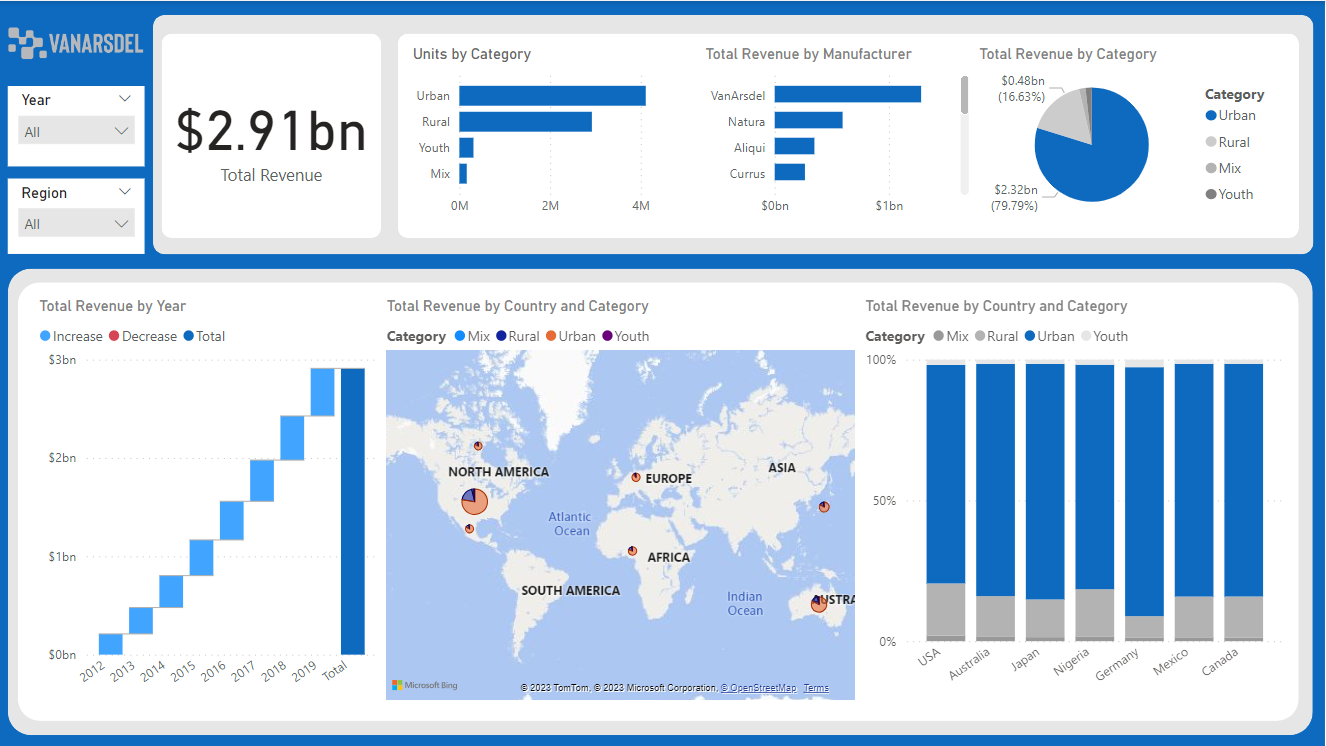 VANARSDEL
Year
All
Region
All
$2.91bn
Total Revenue
Units by Category
Urban
Rural
Youth
Mix
0M 2M 4M
Total Revenue by Manufacturer
VanArsdel
Natura
Aliqui
Currus
$0bn $1bn
Total Revenue by Category
$0.48bn
(16.63%)
$2.32bn
(79.79%)
Category
Urban
Rural
Mix
Youth
Total Revenue by Year
Increase Decrease Total
$3bn
$2bn
$1bn
$0bn
2012 2013 2014 2015 2016 2017 2018 2019 Total
Total Revenue by Country and Category
Category Mix Rural Urban Youth
NORTH AMERICA
EUROPE
ASIA
Atlantic
Ocean
AFRICA
SOUTH AMERICA
Indian
Ocean
AUSTRA
Microsoft Bing
© 2023 TomTom, © 2023 Microsoft Corporation, © OpenStreetMap Terms
Total Revenue by Country and Category
Category Mix Rural Urban Youth
100%
50%
0%
USA Australia Japan Nigeria Germany Mexico Canada